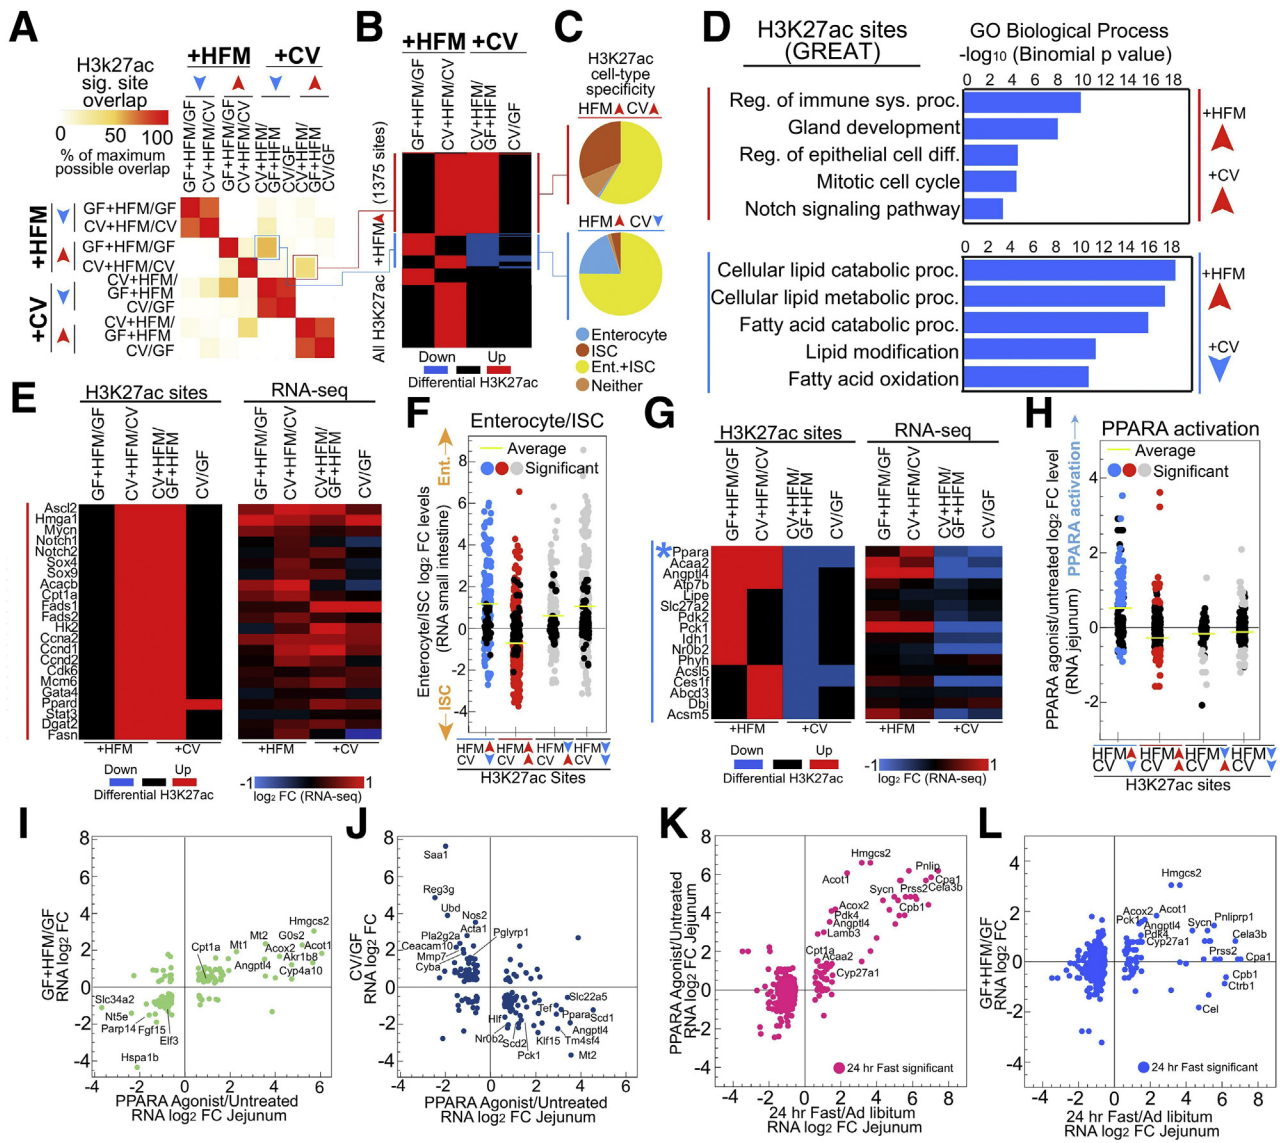 A
H3k27ac
sig. site
overlap
0 50 100
% of maximum
possible overlap
+HFM +CV
GF+HFM/GF
CV+HFM/CV
GF+HFM/GF
CV+HFM/CV
CV+HFM/
GF+HFM
CV/GF
CV+HFM/
GF+HFM
CV/GF
+HFM
+CV
GF+HFM/GF
CV+HFM/CV
GF+HFM/GF
CV+HFM/CV
CV+HFM/
GF+HFM
CV/GF
CV+HFM/
GF+HFM
CV/GF
B
+HFM +CV
GF+HFM/GF
CV+HFM/CV
CV+HFM/
GF+HFM
CV/GF
All H3K27ac +HFM (1375 sites)
Down Up
Differential H3K27ac
C
H3K27ac
cell-type
specificity
HFM CV
HFM CV
Enterocyte
ISC
Ent.+ISC
Neither
D
H3K27ac sites
(GREAT)
GO Biological Process
-log10 (Binomial p value)
0 2 4 6 8 10 12 14 16 18
Reg. of immune sys. proc.
Gland development
Reg. of epithelial cell diff.
Mitotic cell cycle
Notch signaling pathway
+HFM
+CV
0 2 4 6 8 10 12 14 16 18
Cellular lipid catabolic proc.
Cellular lipid metabolic proc.
Fatty acid catabolic proc.
Lipid modification
Fatty acid oxidation
+HFM
+CV
E
H3K27ac sites RNA-seq
GF+HFM/GF
CV+HFM/CV
CV+HFM/
GF+HFM
CV/GF
GF+HFM/GF
CV+HFM/CV
CV+HFM/
GF+HFM
CV/GF
Ascl2
Hmga1
Mycn
Notch1
Notch2
Sox4
Sox9
Acacb
Cpt1a
Fads1
Fads2
Hk2
Ccna2
Ccnd1
Ccnd2
Cdk6
Mcm6
Gata4
Ppard
Stat3
Dgat2
Fasn
+HFM +CV +HFM +CV
Down Up
Differential H3K27ac
-1 1
log2 FC (RNA-seq)
F
Enterocyte/ISC
Average
Significant
Ent.
ISC
Enterocyte/ISC log2 FC levels
(RNA small intestine)
8
6
4
2
0
-2
-4
HFM HFM HFM HFM
CV CV CV CV
H3K27ac Sites
G
H3K27ac sites RNA-seq
GF+HFM/GF
CV+HFM/CV
CV+HFM/
GF+HFM
CV/GF
GF+HFM/GF
CV+HFM/CV
CV+HFM/
GF+HFM
CV/GF
*
Ppara
Acaa2
Angptl4
Atp7b
Lipe
Slc27a2
Pdk2
Pck1
Idh1
Nr0b2
Phyh
Acsl5
Ces1f
Abcd3
Dbi
Acsm5
+HFM +CV +HFM +CV
Down Up
Differential H3K27ac
-1 1
log2 FC (RNA-seq)
H
PPARA activation
Average
Significant
PPARA agonist/untreated log2 FC level
(RNA jejunum)
PPARA activation
4
2
0
-2
HFM HFM HFM HFM
CV CV CV CV
H3K27ac sites
I
GF+HFM/GF
RNA log2 FC
8
6
4
2
0
-2
-4
Hmgcs2
Mt2
G0s2
Cpt1a
Mt1
Acox2
Acot1
Akr1b8
Angptl4
Cyp4a10
Slc34a2
Nt5e
Parp14
Fgf15
Elf3
Hspa1b
-4 -2 0 2 4 6
PPARA Agonist/Untreated
RNA log2 FC Jejunum
J
CV/GF
RNA log2 FC
8
6
4
2
0
-2
-4
Saa1
Reg3g
Ubd
Nos2
Acta1
Pla2g2a
Pglyrp1
Ceacam10
Mmp7
Cyba
Slc22a5
Tef
Ppara
Scd1
Hlf
Angptl4
Nr0b2
Scd2
Klf15
Tm4sf4
Pck1
Mt2
-4 -2 0 2 4 6
PPARA Agonist/Untreated
RNA log2 FC Jejunum
K
PPARA Agonist/Untreated
RNA log2 FC
8
6
4
2
0
-2
-4
Hmgcs2
Acot1
Pnlip
Cpa1
Sycn
Prss2
Cela3b
Acox2
Cpb1
Pdk4
Angptl4
Lamb3
Cpt1a
Acaa2
Cyp27a1
24 hr Fast significant
-4 -2 0 2 4 6 8
24 hr Fast/Ad libitum
RNA log2 FC Jejunum
L
GF+HFM/GF
RNA log2 FC
4
2
0
-2
-4
Hmgcs2
Acox2
Acot1
Pck1
Angptl4
Sycn
Pnliprp1
Pdk4
Cyp27a1
Cela3b
Prss2
Cpa1
Cpb1
Ctrb1
Cel
24 hr Fast significant
-4 -2 0 2 4 6 8
24 hr Fast/Ad libitum
RNA log2 FC Jejunum